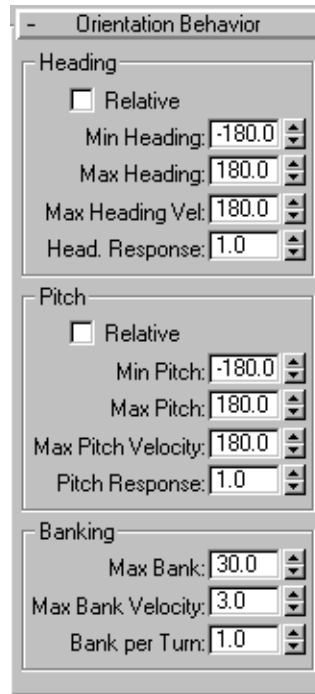 - Orientation Behavior
Heading
Relative
Min Heading: -180.0
Max Heading: 180.0
Max Heading Vel: 180.0
Head. Response: 1.0
Pitch
Relative
Min Pitch: -180.0
Max Pitch: 180.0
Max Pitch Velocity: 180.0
Pitch Response: 1.0
Banking
Max Bank: 30.0
Max Bank Velocity: 3.0
Bank per Turn: 1.0